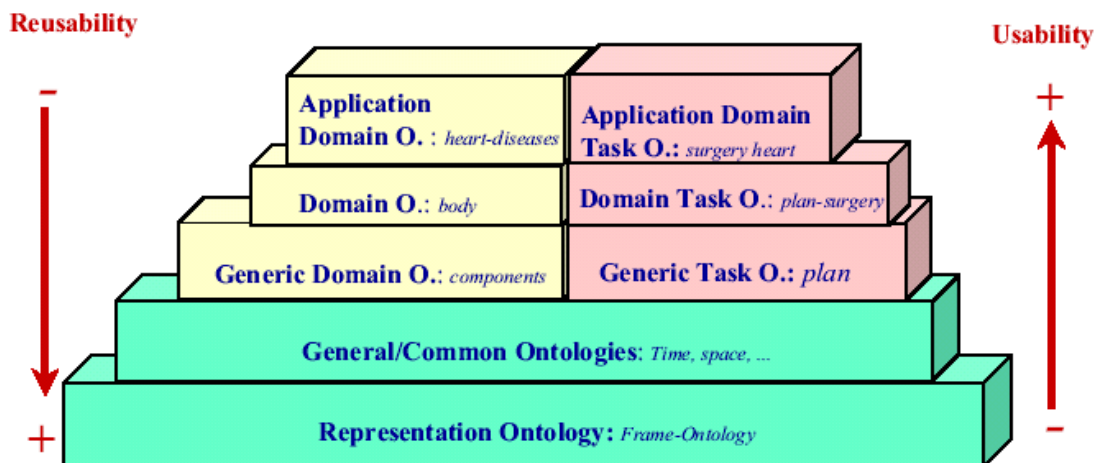 Reusability
Usability
-
+
Application
Domain O. : heart-diseases
Application Domain
Task O.: surgery heart
Domain O.: body
Domain Task O.: plan-surgery
Generic Domain O.: components
Generic Task O.: plan
General/Common Ontologies: Time, space, ...
+
-
Representation Ontology: Frame-Ontology